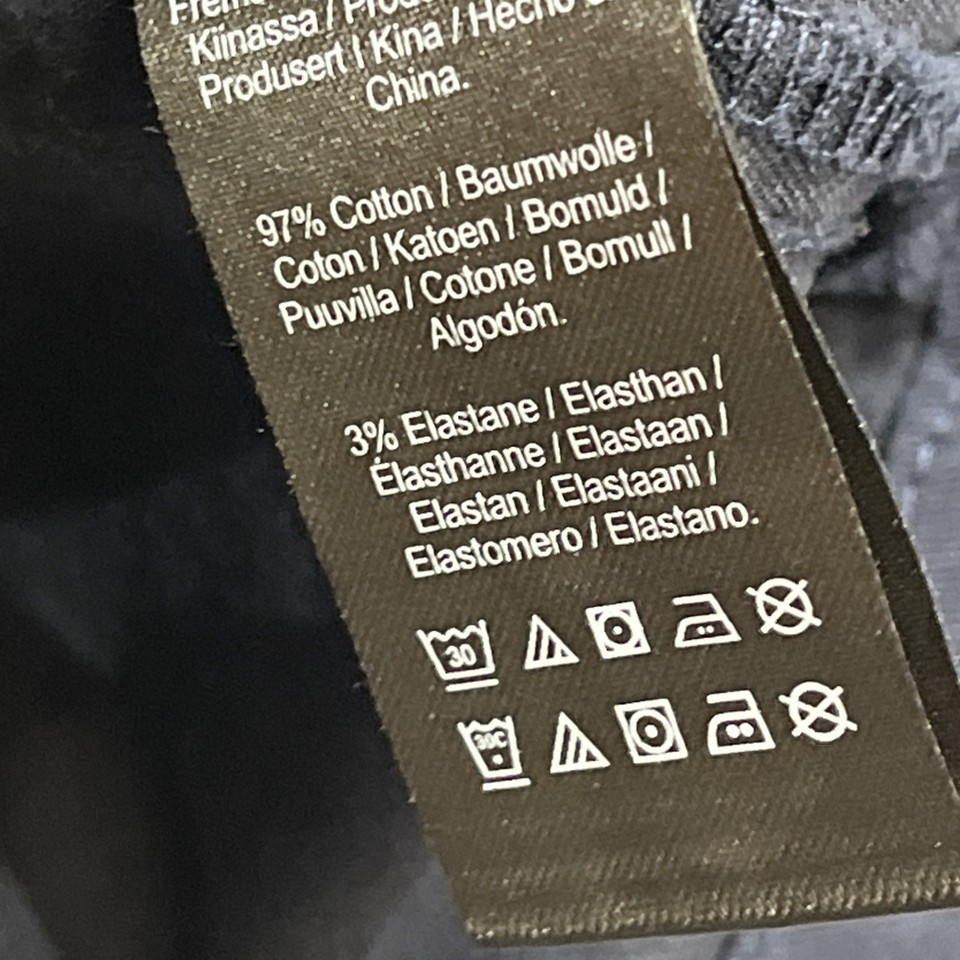 Kiinassa /
Produsert I Kina / Hecho
China.
97% Cotton / Baumwolle /
Coton / Katoen / Bomuld /
Puuvilla / Cotone / Bomull /
Algodón.
3% Elastane / Elasthan /
Élasthanne / Elastaan /
Elastan / Elastaani /
Elastomero / Elastano.
30
30C